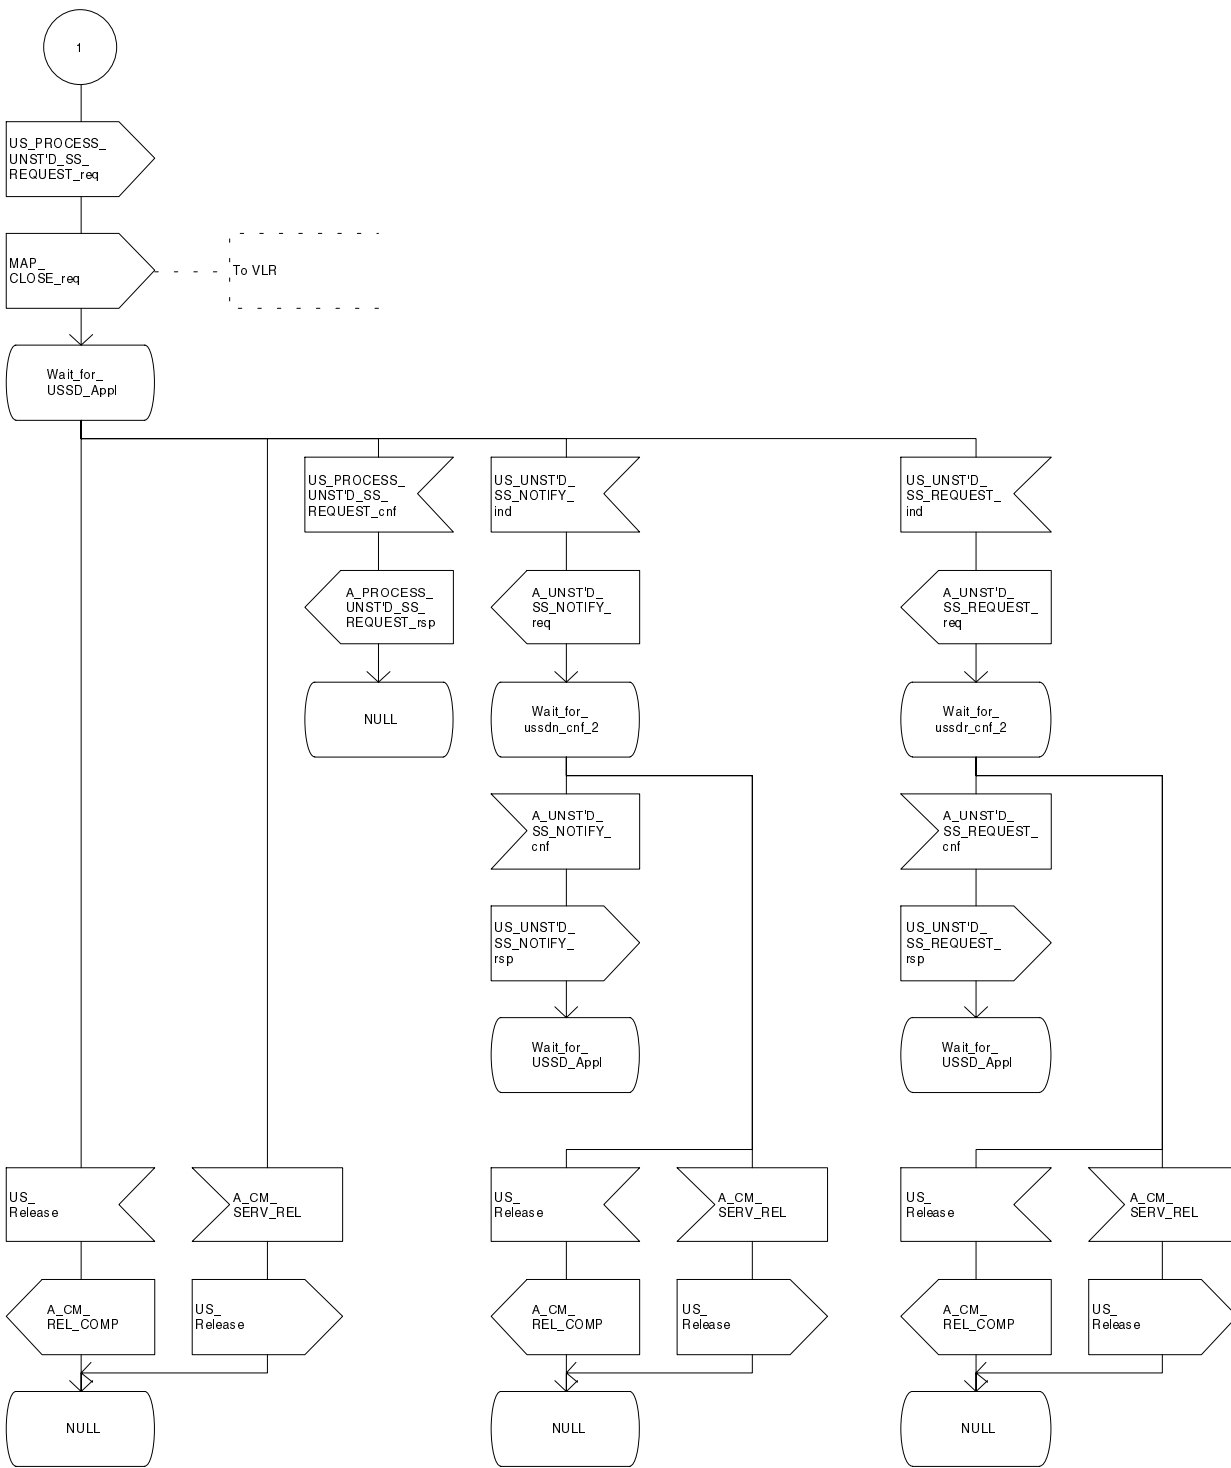 1
US_PROCESS_
UNST'D_SS_
REQUEST_req
MAP_
CLOSE_req
To VLR
Wait_for_
USSD_Appl
US_PROCESS_
UNST'D_SS_
REQUEST_cnf
US_UNST'D_
SS_NOTIFY_
ind
US_UNST'D_
SS_REQUEST_
ind
A_PROCESS_
UNST'D_SS_
REQUEST_rsp
A_UNST'D_
SS_NOTIFY_
req
A_UNST'D_
SS_REQUEST_
req
NULL
Wait_for_
ussdn_cnf_2
Wait_for_
ussdr_cnf_2
A_UNST'D_
SS_NOTIFY_
cnf
A_UNST'D_
SS_REQUEST_
cnf
US_UNST'D_
SS_NOTIFY_
rsp
US_UNST'D_
SS_REQUEST_
rsp
Wait_for_
USSD_Appl
Wait_for_
USSD_Appl
US_
Release
A_CM_
SERV_REL
US_
Release
A_CM_
SERV_REL
US_
Release
A_CM_
SERV_REL
A_CM_
REL_COMP
US_
Release
A_CM_
REL_COMP
US_
Release
A_CM_
REL_COMP
US_
Release
NULL
NULL
NULL